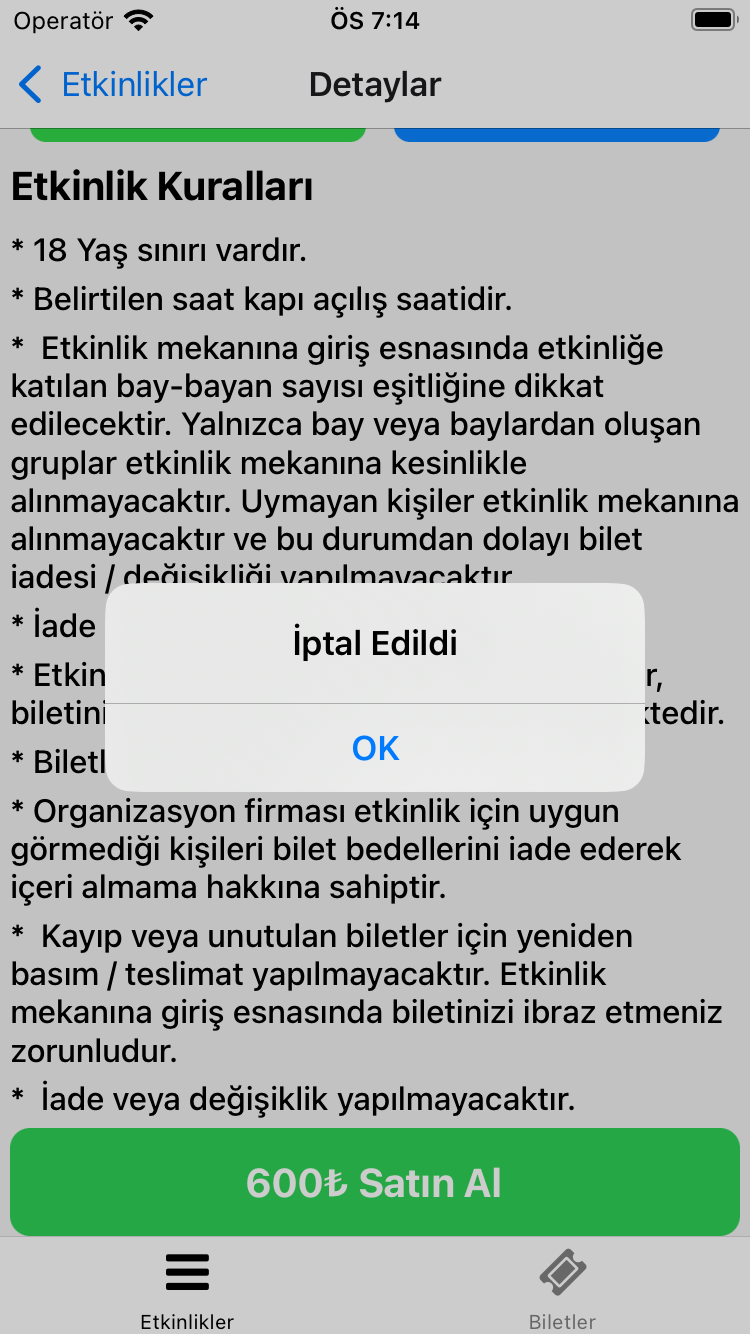 Operatör ÖS 7:14
Etkinlikler Detaylar
Etkinlik Kuralları
* 18 Yaş sınırı vardır.
* Belirtilen saat kapı açılış saatidir.
* Etkinlik mekanına giriş esnasında etkinliğe
katılan bay-bayan sayısı eşitliğine dikkat
edilecektir. Yalnızca bay veya baylardan oluşan
gruplar etkinlik mekanına kesinlikle
alınmayacaktır. Uymayan kişiler etkinlik mekanına
alınmayacaktır ve bu durumdan dolayı bilet
iadesi / değişikliği yapılmayacaktır
* İade
* Etkin
biletini
* Biletl
İptal Edildi
OK
* Organizasyon firması etkinlik için uygun
görmediği kişileri bilet bedellerini iade ederek
içeri almama hakkına sahiptir.
* Kayıp veya unutulan biletler için yeniden
basım / teslimat yapılmayacaktır. Etkinlik
mekanına giriş esnasında biletinizi ibraz etmeniz
zorunludur.
* İade veya değişiklik yapılmayacaktır.
600₺ Satın Al
Etkinlikler Biletler